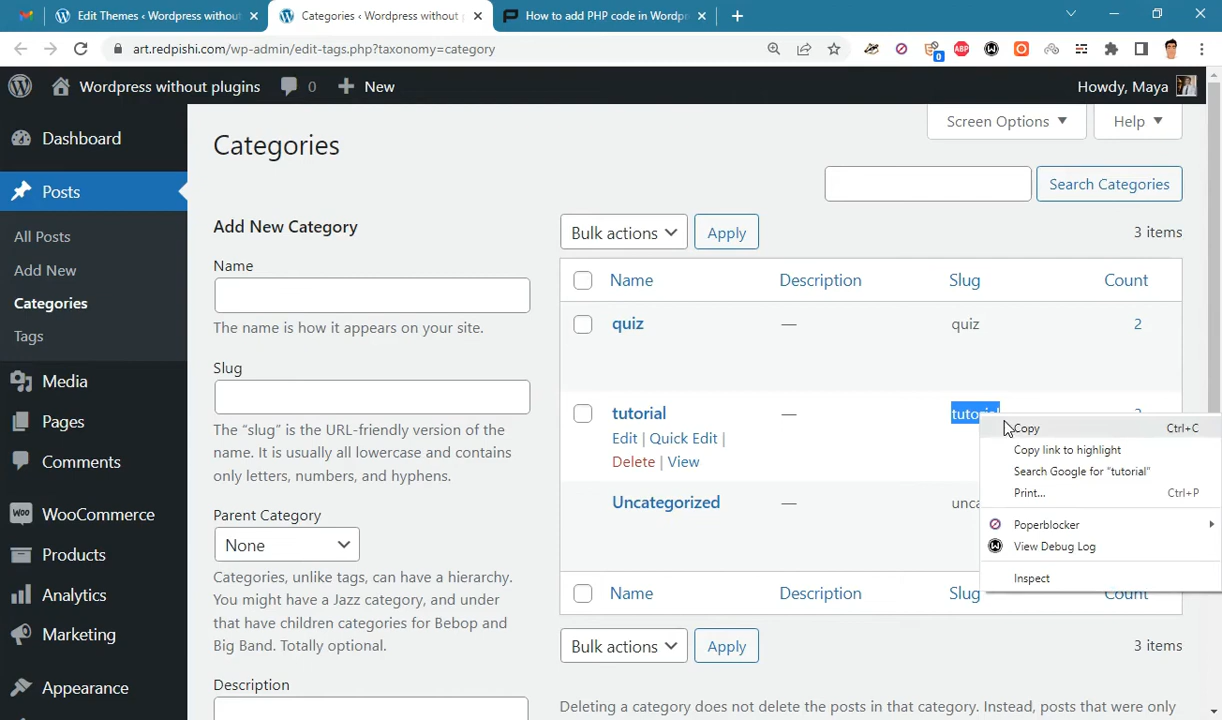 Edit Themes ‹ Wordpress without
Categories ‹ Wordpress without p
How to add PHP code in Wordpr
art.redpishi.com/wp-admin/edit-tags.php?taxonomy=category
0
ABP
Wordpress without plugins
0
New
Howdy, Maya
Dashboard
Posts
All Posts
Add New
Categories
Tags
Media
Pages
Comments
WooCommerce
Products
Analytics
Marketing
Appearance
Categories
Screen Options
Help
Search Categories
Add New Category
Name
The name is how it appears on your site.
Slug
The “slug” is the URL-friendly version of the
name. It is usually all lowercase and contains
only letters, numbers, and hyphens.
Parent Category
None
Categories, unlike tags, can have a hierarchy.
You might have a Jazz category, and under
that have children categories for Bebop and
Big Band. Totally optional.
Description
Bulk actions
Apply
3 items
Name Description Slug Count
quiz — quiz 2
tutorial — tutorial
Edit | Quick Edit |
Delete | View
Uncategorized — unca
Name Description Slug Count
Bulk actions
Apply
3 items
Deleting a category does not delete the posts in that category. Instead, posts that were only
Copy Ctrl+C
Copy link to highlight
Search Google for “tutorial”
Print... Ctrl+P
Poperblocker
View Debug Log
Inspect